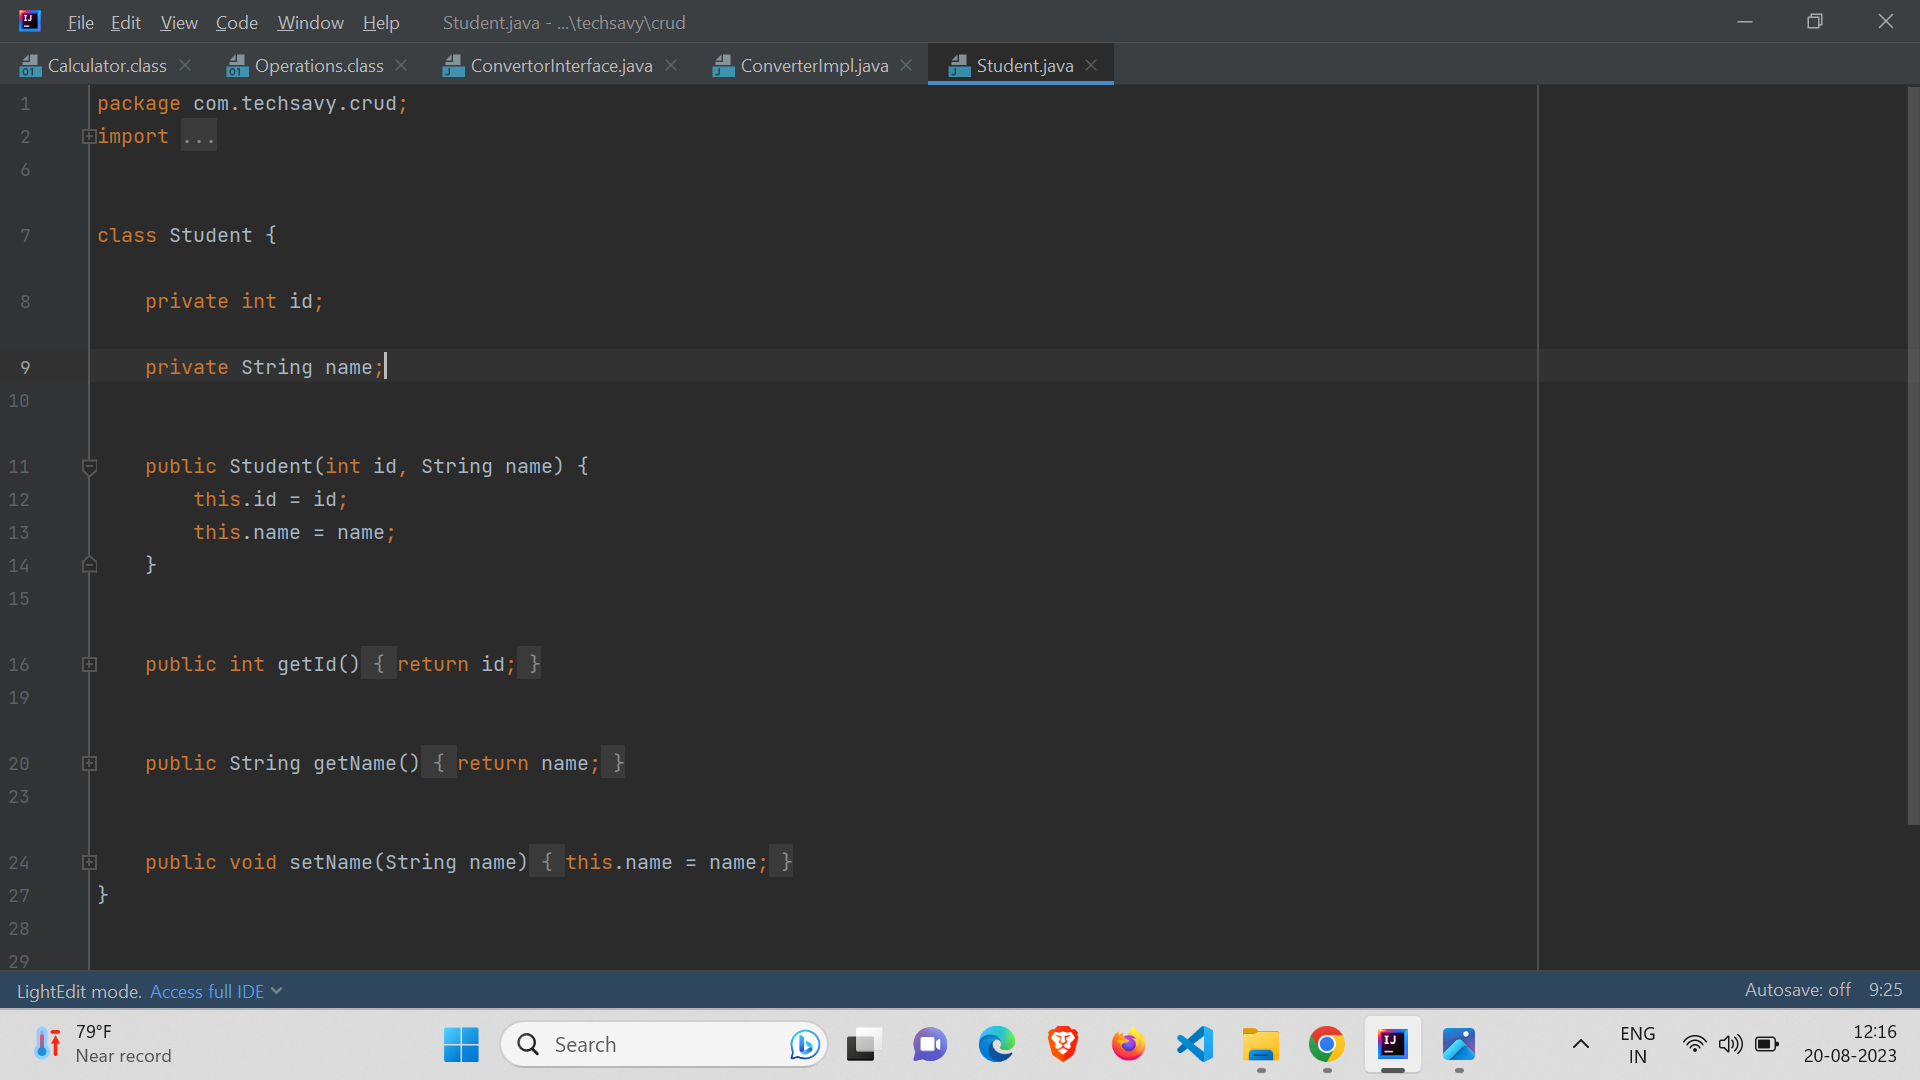 File Edit View Code Window Help Student.java - ...\techsavy\crud
Calculator.class Operations.class ConvertorInterface.java ConverterImpl.java Student.java
1 package com.techsavy.crud;
2 import ...
6
7 class Student {
8 private int id;
9 private String name;
10
11 public Student(int id, String name) {
12 this.id = id;
13 this.name = name;
14 }
15
16 public int getId() { return id; }
19
20 public String getName() { return name; }
23
24 public void setName(String name) { this.name = name; }
27 }
28
29
LightEdit mode. Access full IDE Autosave: off 9:25
79°F
Near record
Search
ENG
IN
12:16
20-08-2023